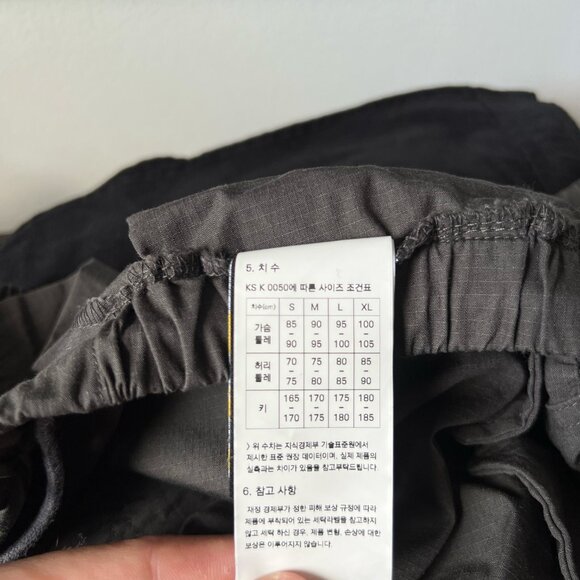 5. 치 수
KS K 0050에 따른 사이즈 조건표
치수(cm) S M L XL
가슴 85 90 95 100
- - - -
둘레 90 95 100 105
허리 70 75 80 85
- - - -
둘레 75 80 85 90
키 165 170 175 180
- - - -
170 175 180 185
〉위 수치는 지식경제부 기술표준원에서
제시한 표준 권장 데이터이며, 실제 제품의
실측과는 차이가 있음을 참고부탁드립니다.
6. 참고 사항
재정 경제부가 정한 피해 보상 규정에 따라
제품에 부착되어 있는 세탁라벨을 참고하지
않고 세탁 하신 경우, 제품 변형, 손상에 대한
보상은 이루어지지 않습니다.